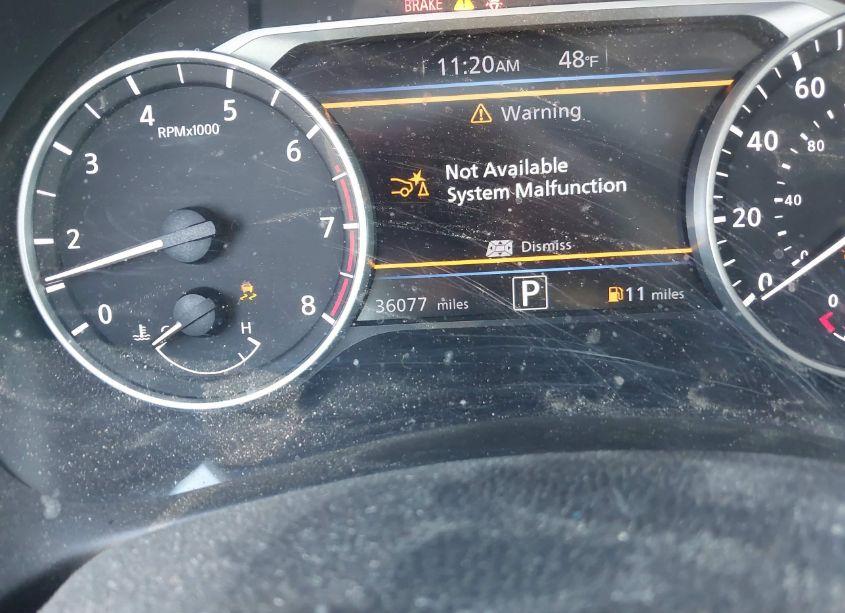 BRAKE
11:20AM 48°F
Warning
Not Available
System Malfunction
Dismiss
36077 miles P 11 miles
RPMx1000
0
2
3
4
5
6
7
8
H
0
20
40
60
40
80
0